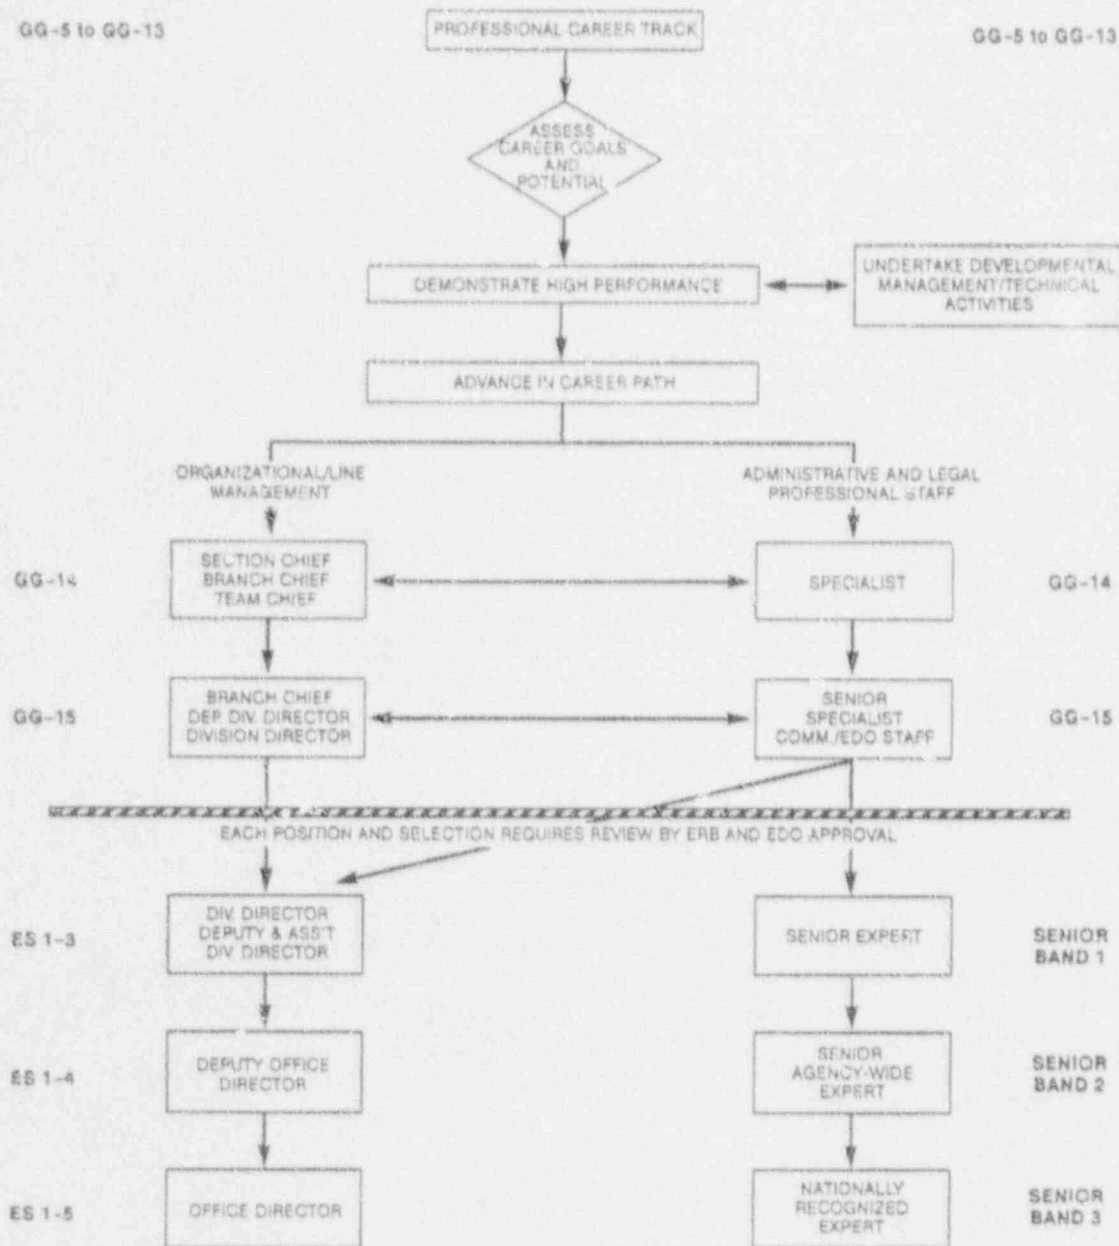 GG-5 to GG-13
PROFESSIONAL CAREER TRACK
GG-5 to GG-13
ASSESS
CAREER GOALS
AND
POTENTIAL
DEMONSTRATE HIGH PERFORMANCE
UNDERTAKE DEVELOPMENTAL
MANAGEMENT/TECHNICAL
ACTIVITIES
ADVANCE IN CAREER PATH
ORGANIZATIONAL/LINE
MANAGEMENT
ADMINISTRATIVE AND LEGAL
PROFESSIONAL STAFF
GG-14
SECTION CHIEF
BRANCH CHIEF
TEAM CHIEF
SPECIALIST
GG-14
GG-15
BRANCH CHIEF
DEP. DIV. DIRECTOR
DIVISION DIRECTOR
SENIOR
SPECIALIST
COMM./EDO STAFF
GG-15
EACH POSITION AND SELECTION REQUIRES REVIEW BY ERB AND EDO APPROVAL
ES 1-3
DIV. DIRECTOR
DEPUTY & ASS'T
DIV. DIRECTOR
SENIOR EXPERT
SENIOR
BAND 1
ES 1-4
DEPUTY OFFICE
DIRECTOR
SENIOR
AGENCY-WIDE
EXPERT
SENIOR
BAND 2
ES 1-5
OFFICE DIRECTOR
NATIONALLY
RECOGNIZED
EXPERT
SENIOR
BAND 3